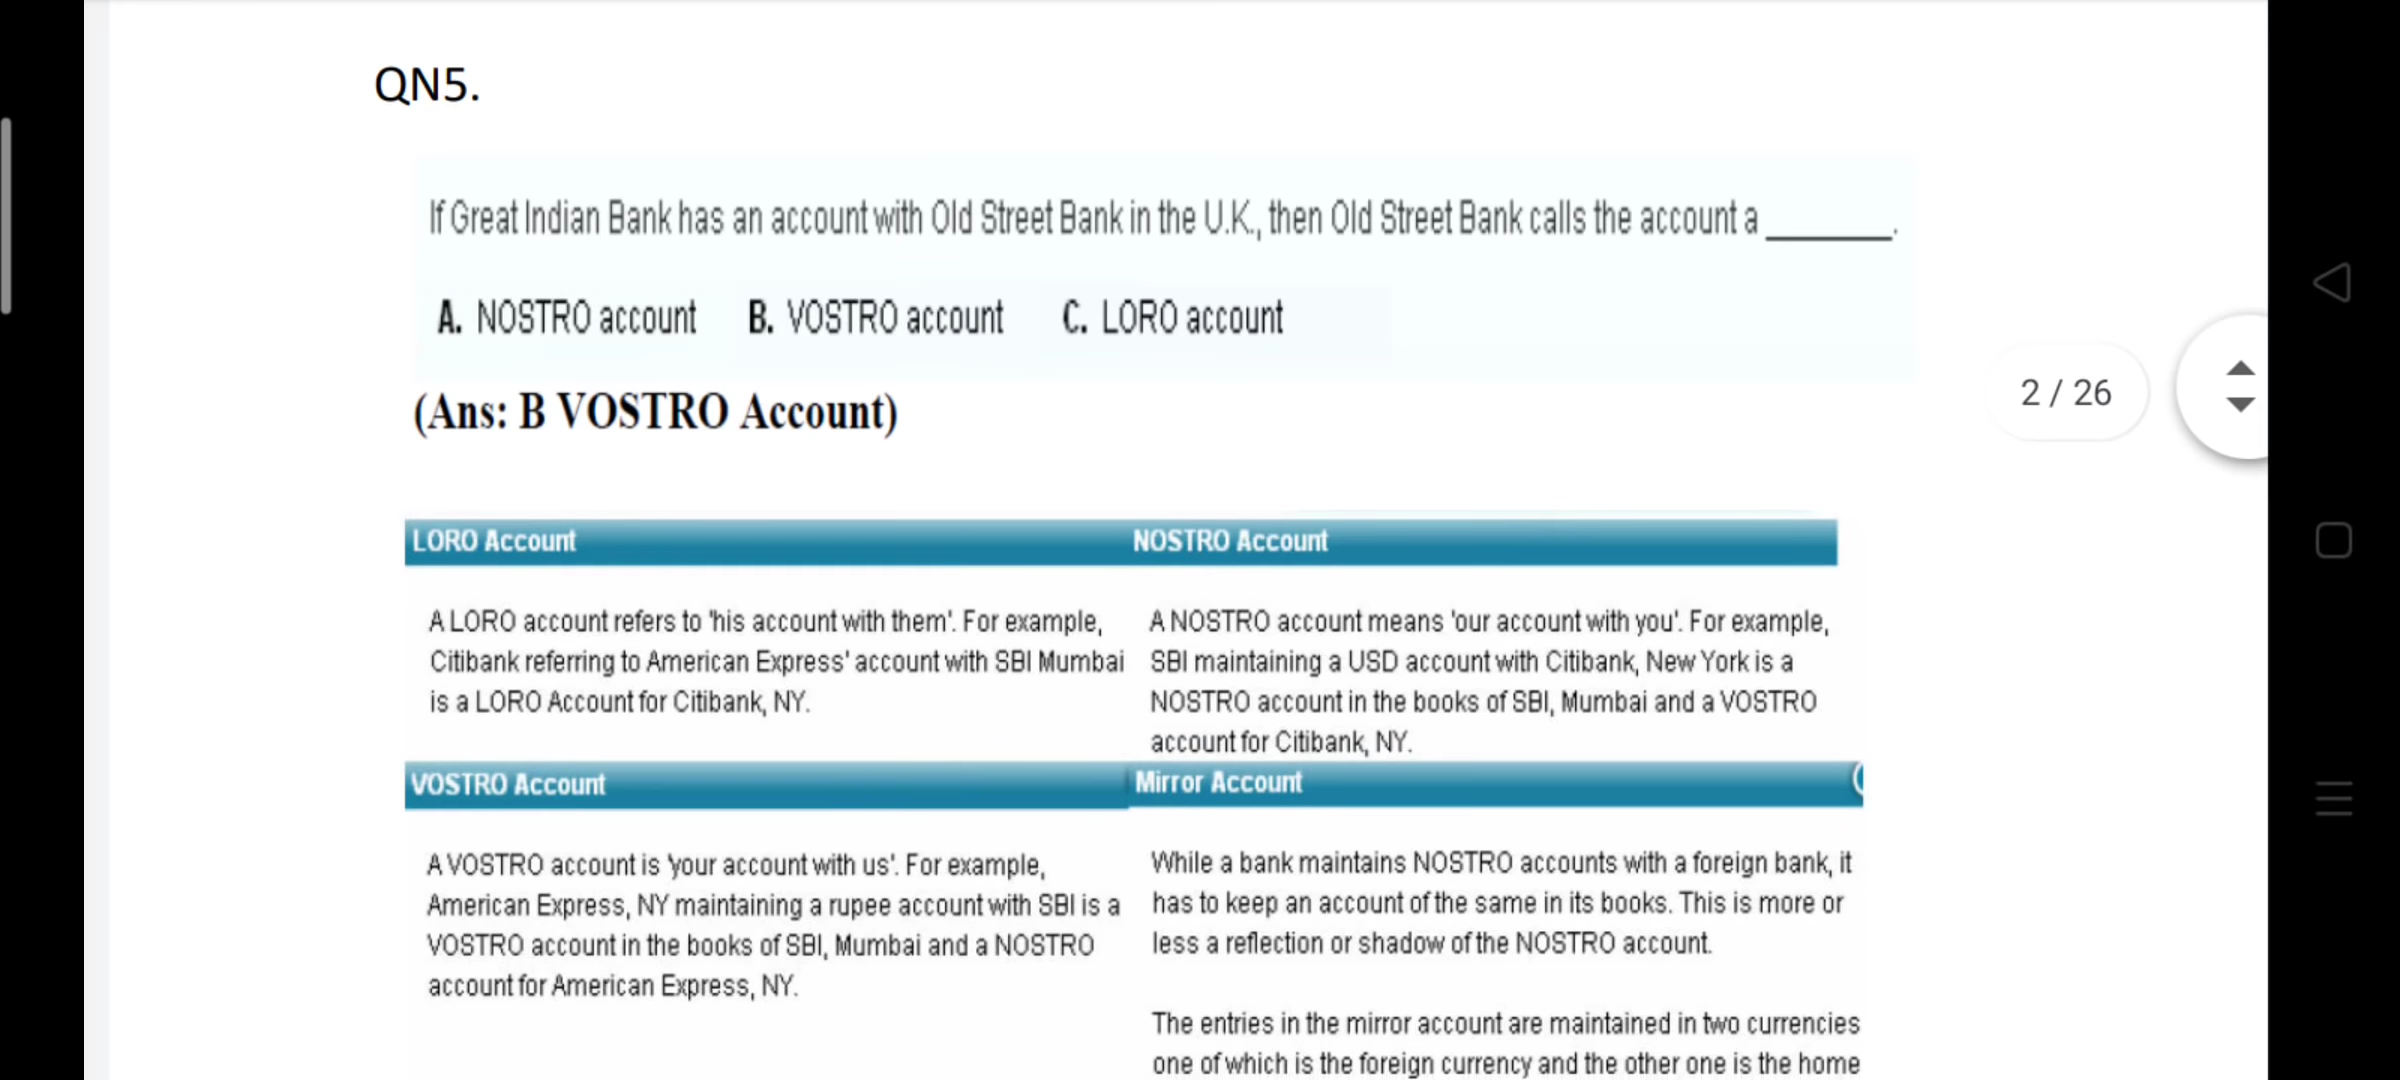 QN5.
If Great Indian Bank has an account with Old Street Bank in the U.K., then Old Street Bank calls the account a ________.
A. NOSTRO account B. VOSTRO account C. LORO account
(Ans: B VOSTRO Account)
2 / 26
LORO Account
A LORO account refers to 'his account with them'. For example,
Citibank referring to American Express' account with SBI Mumbai
is a LORO Account for Citibank, NY.
NOSTRO Account
A NOSTRO account means 'our account with you'. For example,
SBI maintaining a USD account with Citibank, New York is a
NOSTRO account in the books of SBI, Mumbai and a VOSTRO
account for Citibank, NY.
VOSTRO Account
A VOSTRO account is 'your account with us'. For example,
American Express, NY maintaining a rupee account with SBI is a
VOSTRO account in the books of SBI, Mumbai and a NOSTRO
account for American Express, NY.
Mirror Account
While a bank maintains NOSTRO accounts with a foreign bank, it
has to keep an account of the same in its books. This is more or
less a reflection or shadow of the NOSTRO account.
The entries in the mirror account are maintained in two currencies
one of which is the foreign currency and the other one is the home